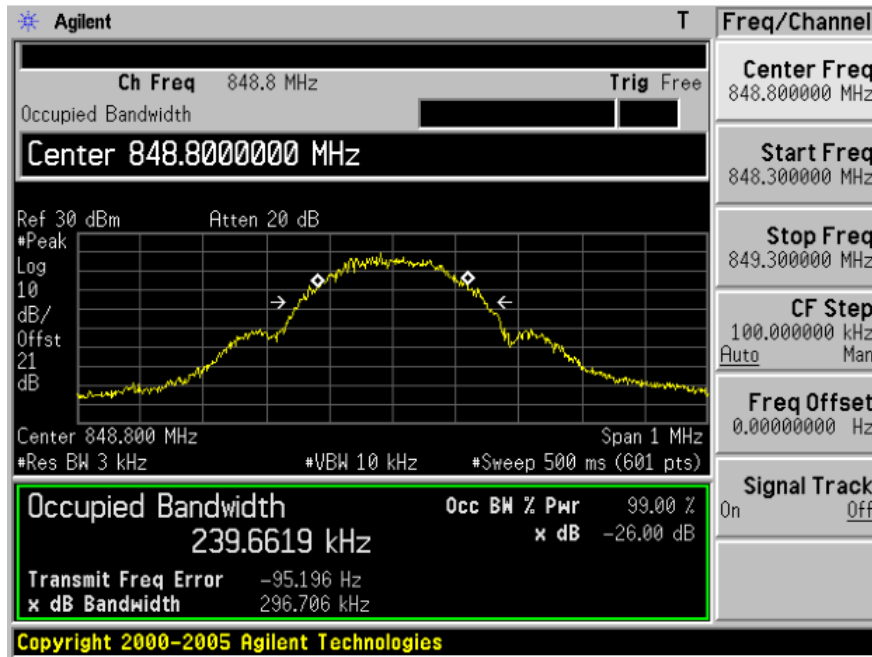 Agilent T
Freq/Channel
Ch Freq 848.8 MHz Trig Free
Occupied Bandwidth
Center 848.8000000 MHz
Ref 30 dBm Atten 20 dB
#Peak
Log
10
dB/
Offst
21
dB
Center 848.800 MHz Span 1 MHz
#Res BW 3 kHz #VBW 10 kHz #Sweep 500 ms (601 pts)
Occupied Bandwidth
239.6619 kHz
Occ BW % Pwr 99.00 %
x dB -26.00 dB
Transmit Freq Error -95.196 Hz
x dB Bandwidth 296.706 kHz
Copyright 2000-2005 Agilent Technologies
Center Freq
848.800000 MHz
Start Freq
848.300000 MHz
Stop Freq
849.300000 MHz
CF Step
100.000000 kHz
Auto Man
Freq Offset
0.00000000 Hz
Signal Track
On Off